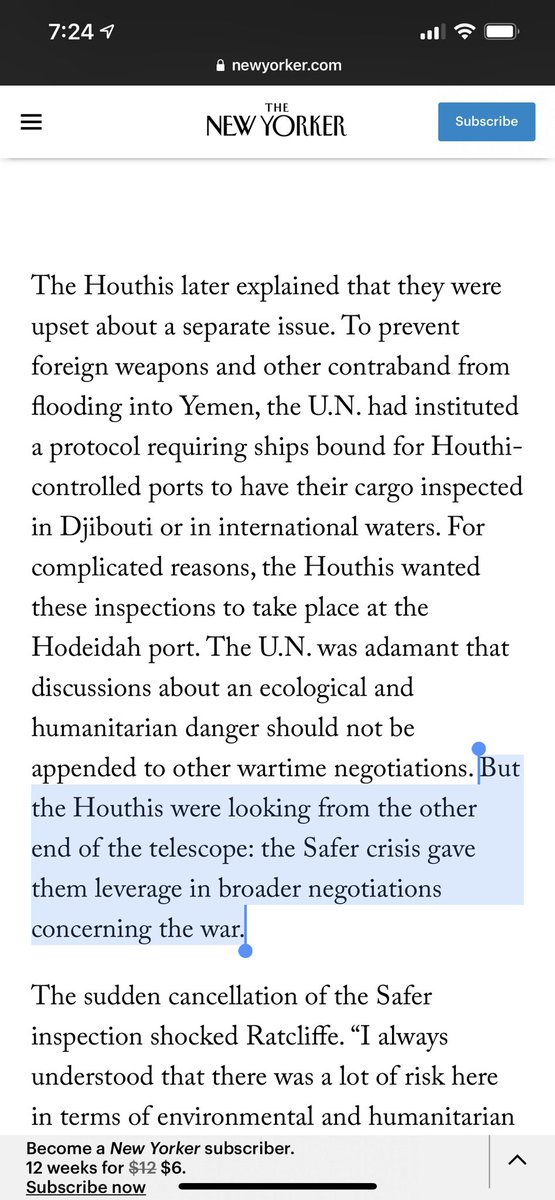 7:24
newyorker.com
THE
NEW YORKER
Subscribe
The Houthis later explained that they were
upset about a separate issue. To prevent
foreign weapons and other contraband from
flooding into Yemen, the U.N. had instituted
a protocol requiring ships bound for Houthi-
controlled ports to have their cargo inspected
in Djibouti or in international waters. For
complicated reasons, the Houthis wanted
these inspections to take place at the
Hodeidah port. The U.N. was adamant that
discussions about an ecological and
humanitarian danger should not be
appended to other wartime negotiations. But
the Houthis were looking from the other
end of the telescope: the Safer crisis gave
them leverage in broader negotiations
concerning the war.
The sudden cancellation of the Safer
inspection shocked Ratcliffe. “I always
understood that there was a lot of risk here
in terms of environmental and humanitarian
Become a New Yorker subscriber.
12 weeks for $12 $6.
Subscribe now